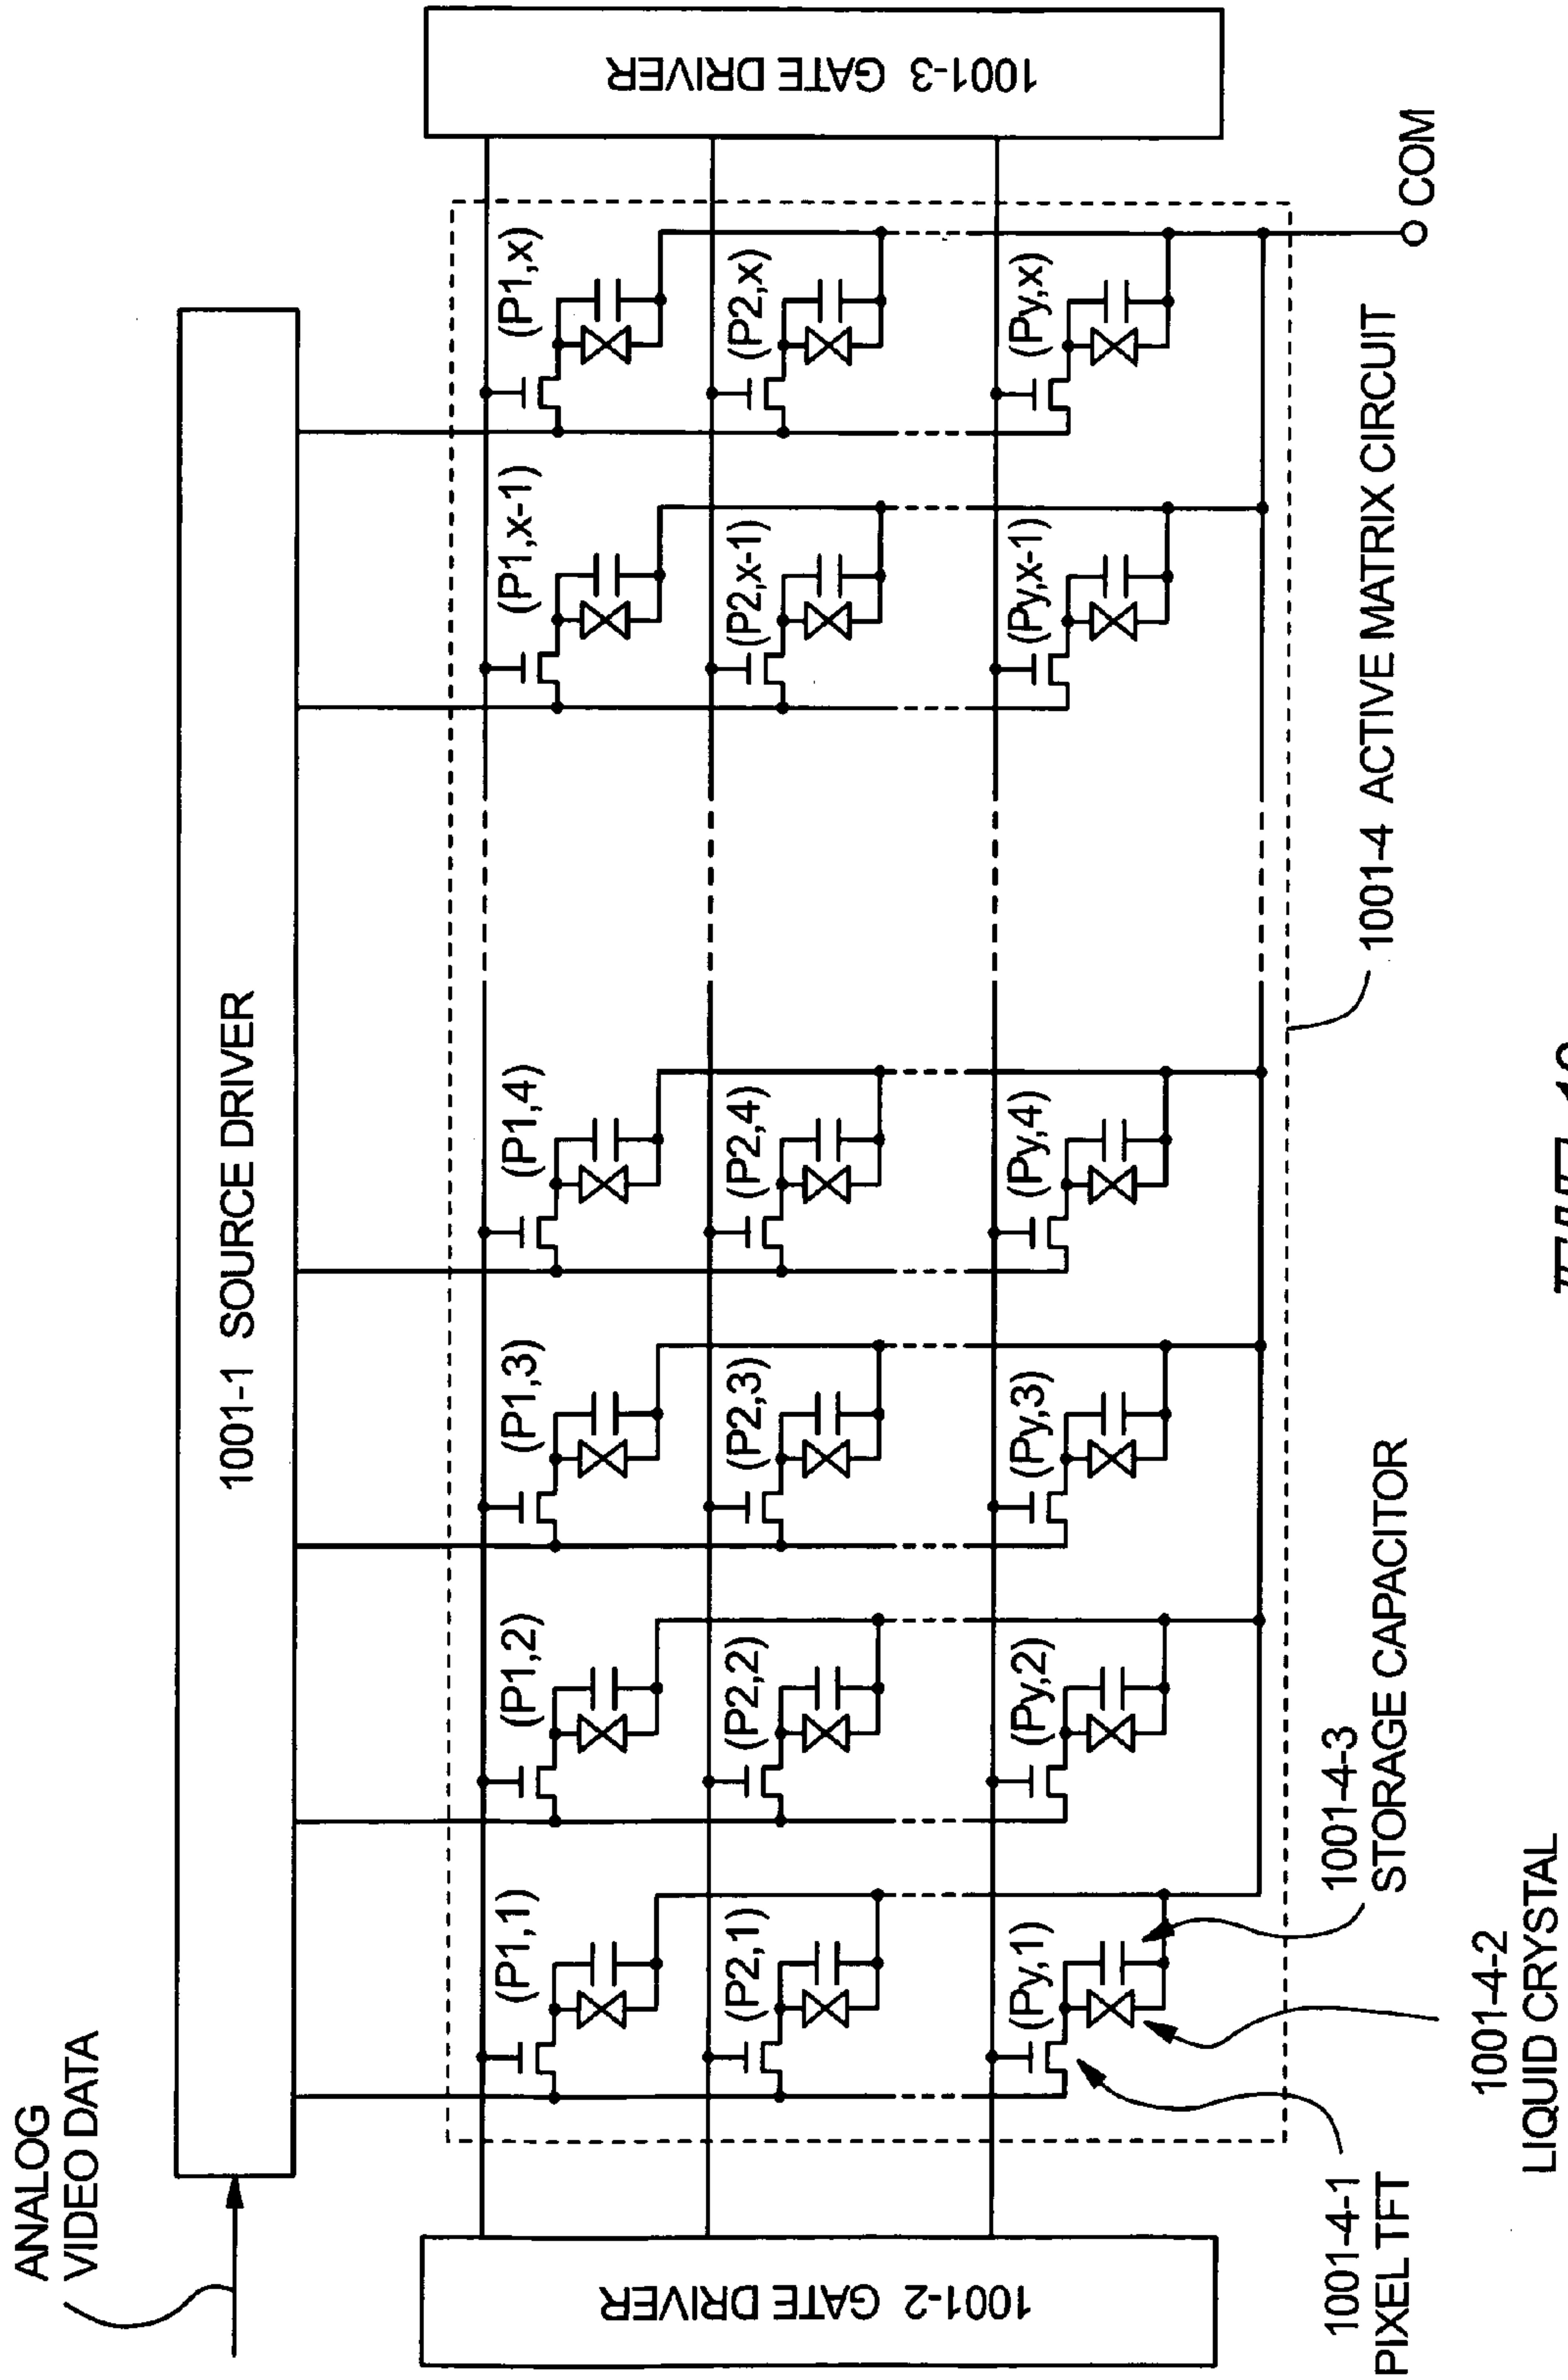 ANALOG
VIDEO DATA
1001-1 SOURCE DRIVER
1001-2 GATE DRIVER
1001-3 GATE DRIVER
(P1,1)
(P1,2)
(P1,3)
(P1,4)
(P1,x-1)
(P1,x)
(P2,1)
(P2,2)
(P2,3)
(P2,4)
(P2,x-1)
(P2,x)
(Py,1)
(Py,2)
(Py,3)
(Py,4)
(Py,x-1)
(Py,x)
COM
1001-4-1
PIXEL TFT
1001-4-2
LIQUID CRYSTAL
1001-4-3
STORAGE CAPACITOR
1001-4 ACTIVE MATRIX CIRCUIT